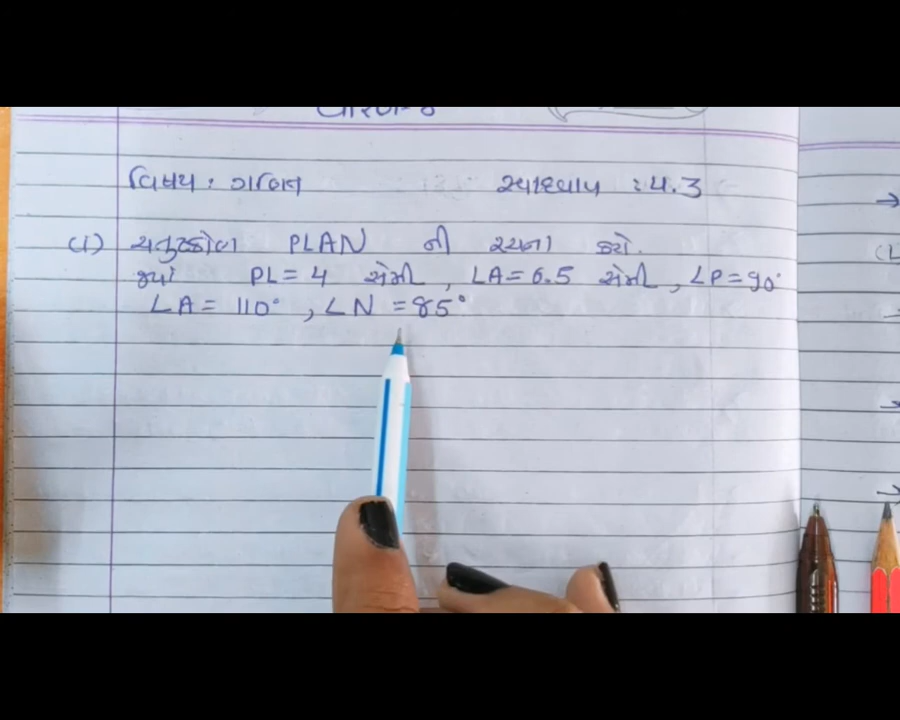 વિષય : ગણિત સ્વાધ્યાય : 4.3
(1) ચતુષ્કોણ PLAN ની રચના કરો.
જ્યાં PL = 4 સેમી , LA = 6.5 સેમી , ∠P = 90°
∠A = 110° , ∠N = 85°